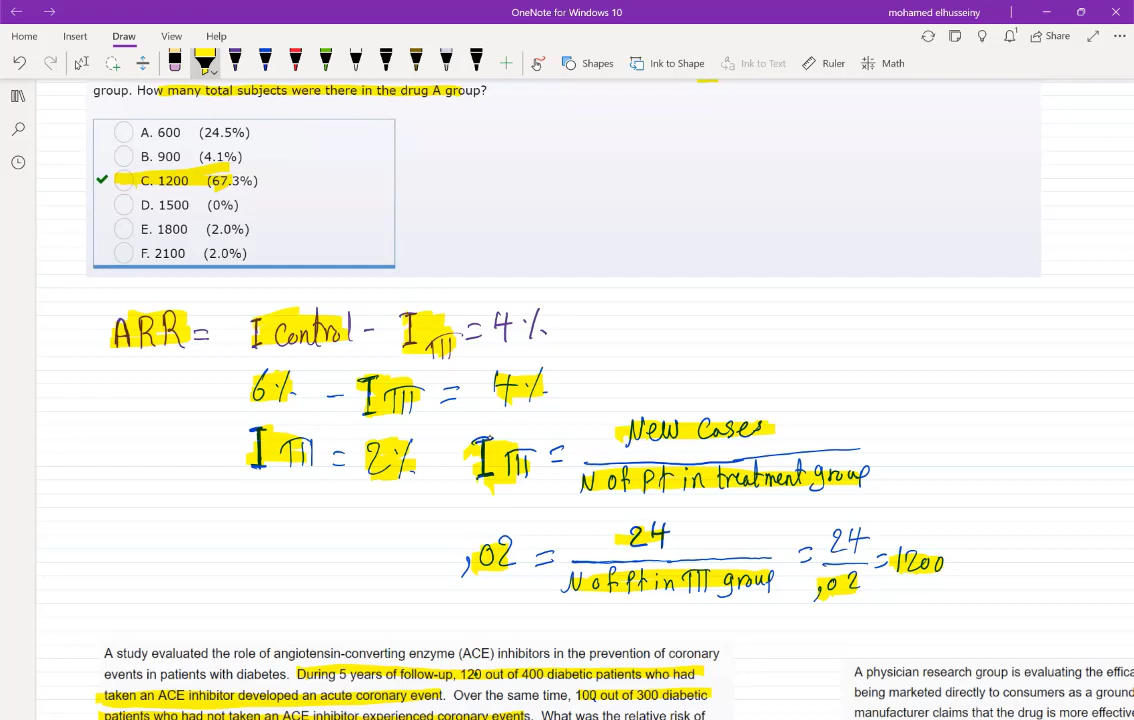 OneNote for Windows 10
mohamed elhusseiny
Home Insert Draw View Help
Share
Shapes Ink to Shape Ink to Text Ruler Math
group. How many total subjects were there in the drug A group?
A. 600 (24.5%)
B. 900 (4.1%)
C. 1200 (67.3%)
D. 1500 (0%)
E. 1800 (2.0%)
F. 2100 (2.0%)
ARR = I Control - I TTT = 4%
6% - I TTT = 4%
I TTT = 2% I TTT = New Cases
N of Pt in treatment group
,02 = 24 = 24 = 1200
N of Pt in TTT group ,02
A study evaluated the role of angiotensin-converting enzyme (ACE) inhibitors in the prevention of coronary
events in patients with diabetes. During 5 years of follow-up, 120 out of 400 diabetic patients who had
taken an ACE inhibitor developed an acute coronary event. Over the same time, 100 out of 300 diabetic
patients who had not taken an ACE inhibitor experienced coronary events. What was the relative risk of
A physician research group is evaluating the effica
being marketed directly to consumers as a ground
manufacturer claims that the drug is more effective